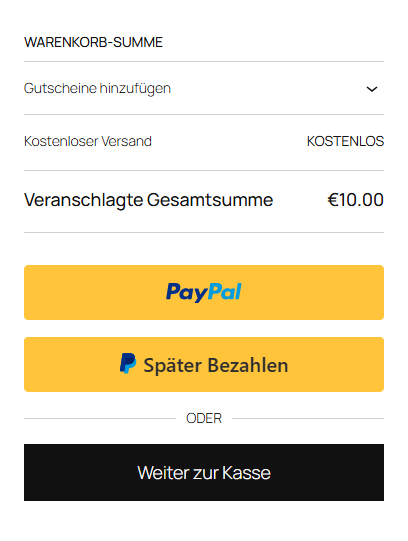 WARENKORB-SUMME
Gutscheine hinzufügen
Kostenloser Versand KOSTENLOS
Veranschlagte Gesamtsumme €10.00
PayPal
Später Bezahlen
ODER
Weiter zur Kasse